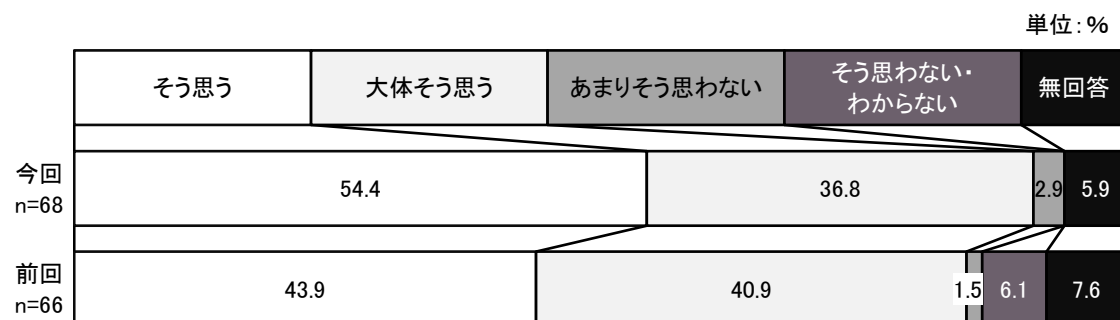 単位：％
そう思う
大体そう思う
あまりそう思わない
そう思わない・
わからない
無回答
今回
n=68
54.4
36.8
2.9
5.9
前回
n=66
43.9
40.9
1.5
6.1
7.6